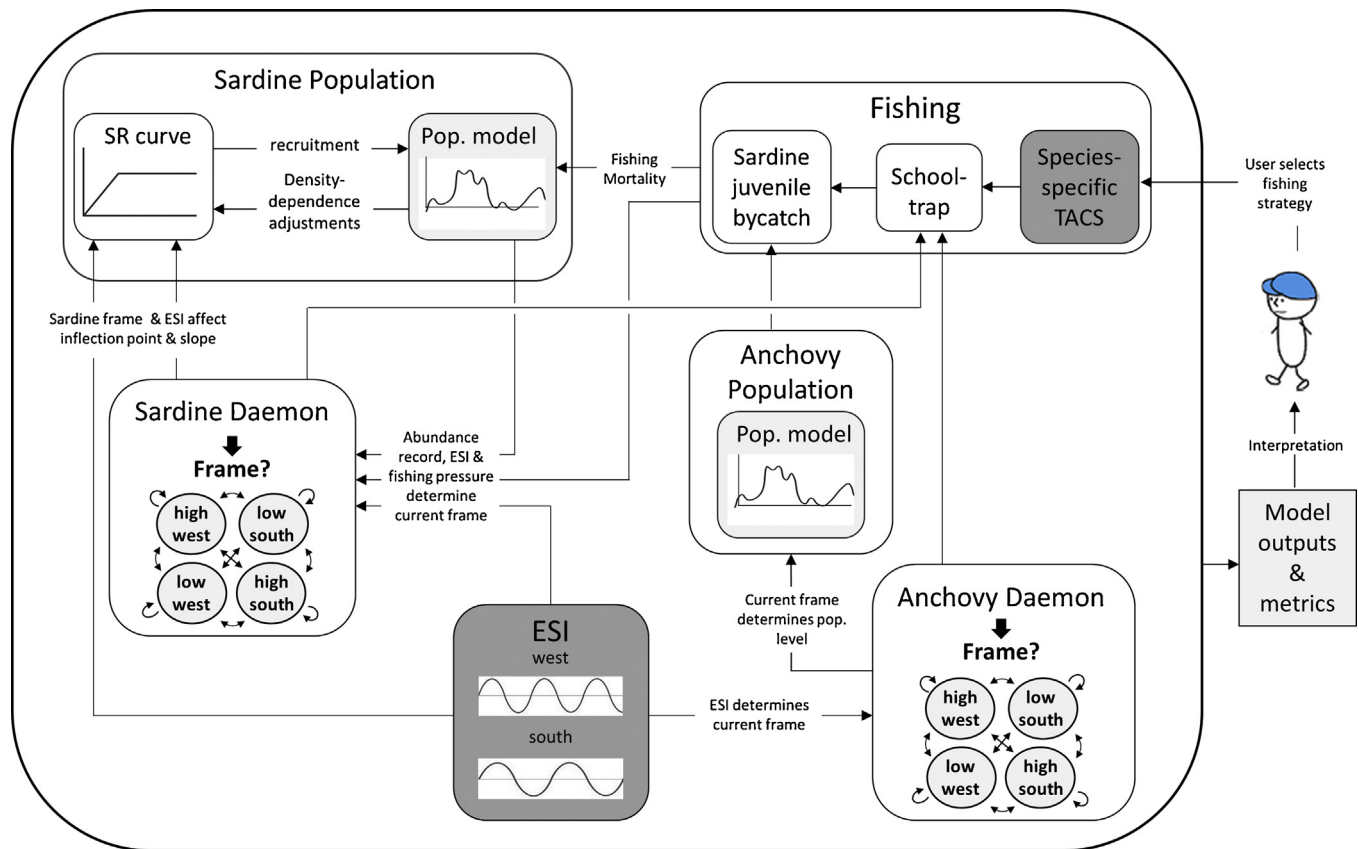 Sardine Population
SR curve
recruitment
Density-
dependence
adjustments
Pop. model
Fishing
Mortality
Fishing
Sardine
juvenile
bycatch
School-
trap
Species-
specific
TACS
User selects
fishing
strategy
Sardine frame & ESI affect
inflection point & slope
Sardine Daemon
Frame?
high
west
low
south
low
west
high
south
Abundance
record, ESI &
fishing pressure
determine
current frame
Anchovy
Population
Pop. model
Interpretation
Model
outputs
&
metrics
Current frame
determines pop.
level
ESI
west
south
ESI determines
current frame
Anchovy Daemon
Frame?
high
west
low
south
low
west
high
south